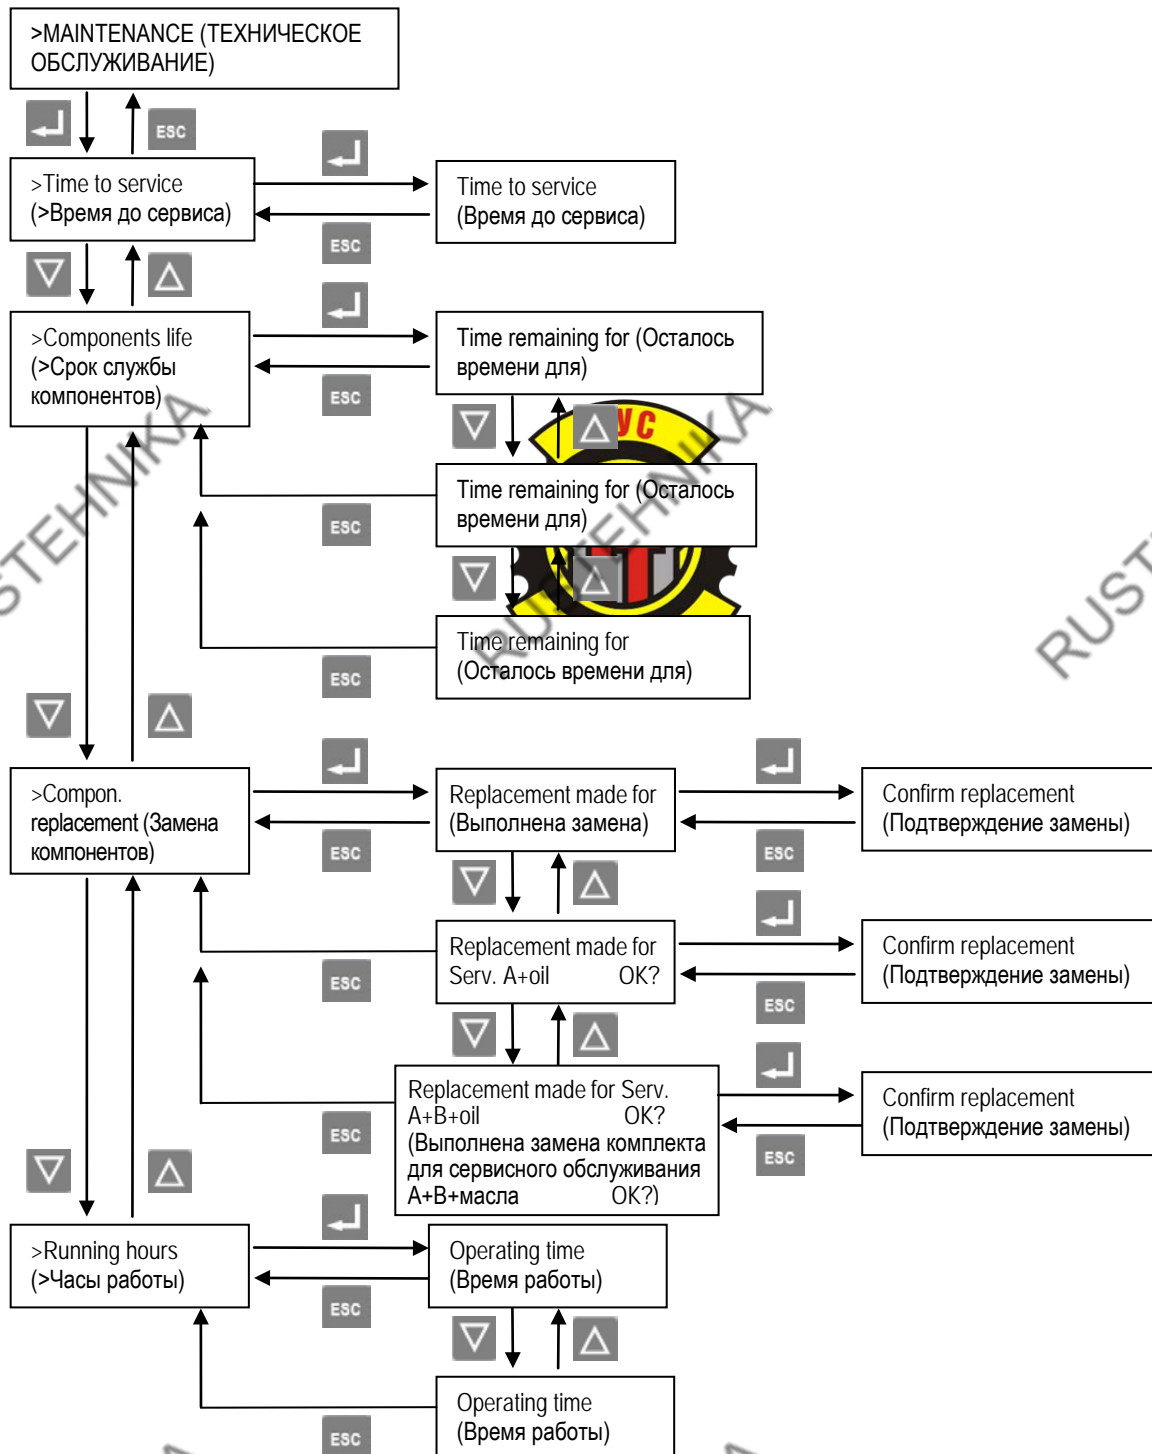 >MAINTENANCE (ТЕХНИЧЕСКОЕ
ОБСЛУЖИВАНИЕ)
ESC
>Time to service
(>Время до сервиса)
Time to service
(Время до сервиса)
ESC
>Components life
(>Срок службы
компонентов)
Time remaining for (Осталось
времени для)
ESC
УС
Time remaining for (Осталось
времени для)
ESC
Time remaining for
(Осталось времени для)
ESC
RUSTEHNIKA
>Compon.
replacement (Замена
компонентов)
Replacement made for
(Выполнена замена)
Confirm replacement
(Подтверждение замены)
ESC
ESC
Replacement made for
Serv. A+oil OK?
Confirm replacement
(Подтверждение замены)
ESC
ESC
Replacement made for Serv.
A+B+oil OK?
(Выполнена замена комплекта
для сервисного обслуживания
А+В+масла OK?)
Confirm replacement
(Подтверждение замены)
ESC
ESC
>Running hours
(>Часы работы)
Operating time
(Время работы)
ESC
Operating time
(Время работы)
ESC